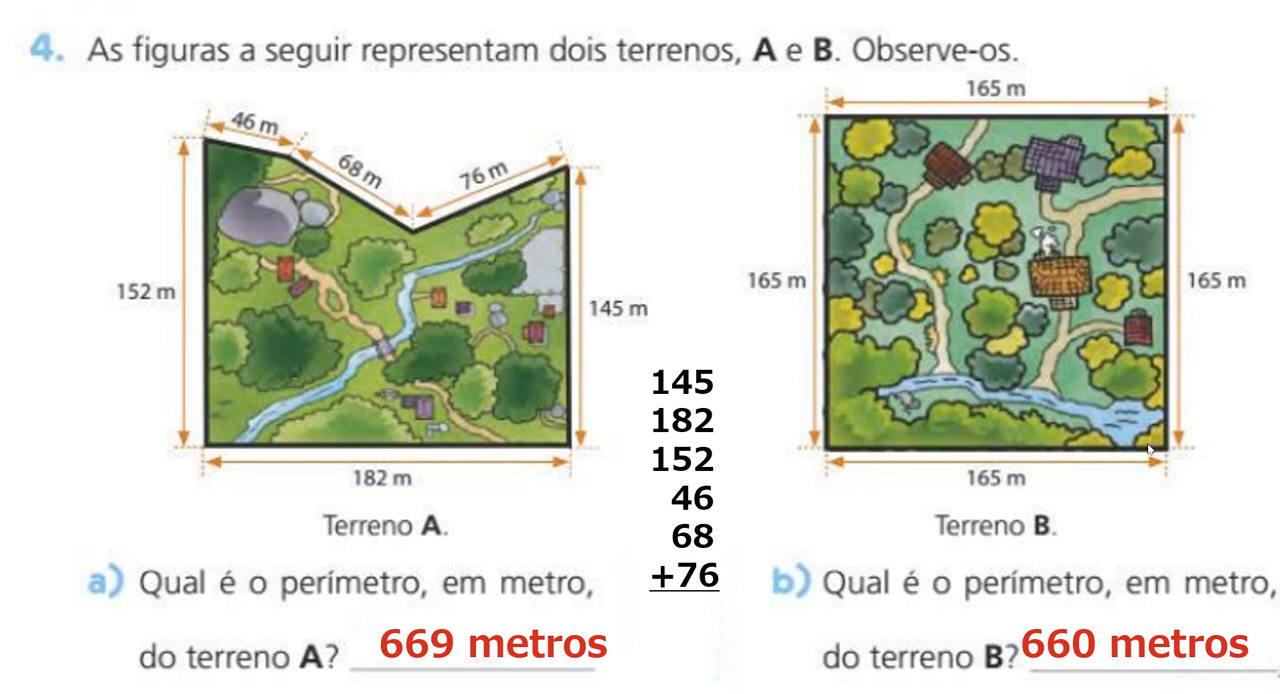 4. As figuras a seguir representam dois terrenos, A e B. Observe-os.
46 m
68 m
76 m
152 m
145 m
182 m
Terreno A.
165 m
165 m
165 m
165 m
Terreno B.
145
182
152
46
68
+76
a) Qual é o perímetro, em metro,
do terreno A? 669 metros
b) Qual é o perímetro, em metro,
do terreno B? 660 metros